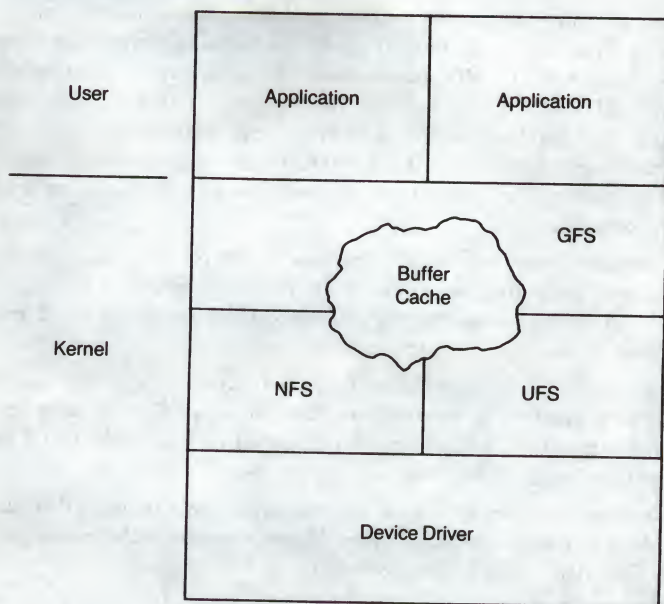 User
Application
Application
GFS
Buffer
Cache
Kernel
NFS
UFS
Device Driver